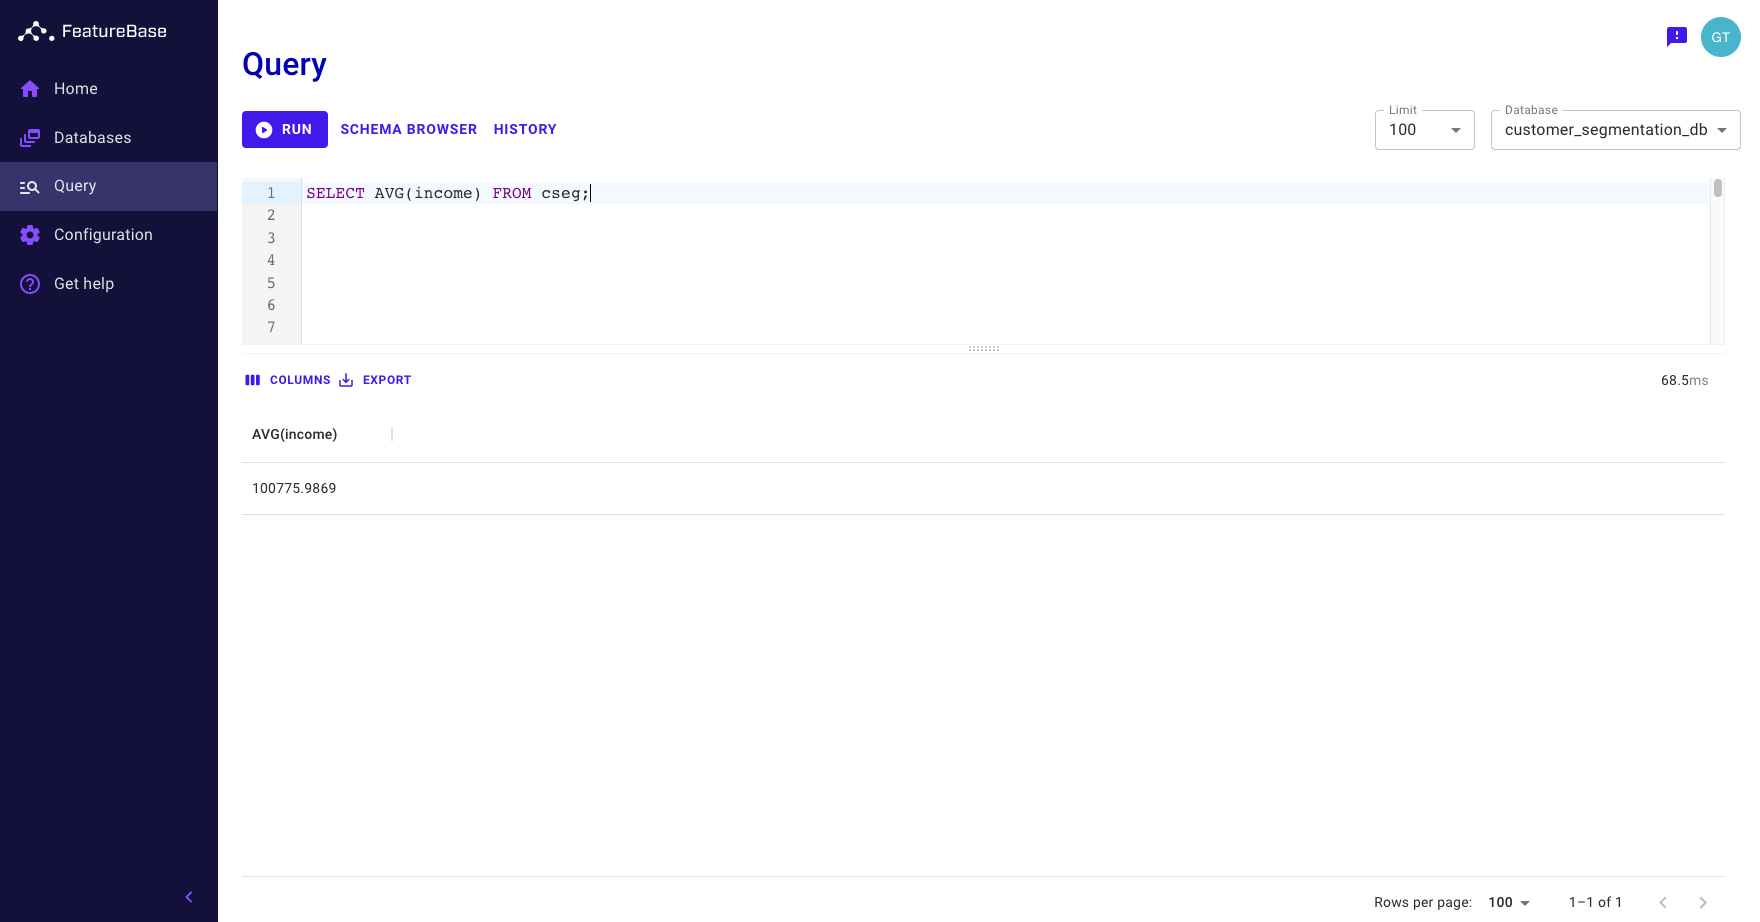 FeatureBase
Home
Databases
Query
Configuration
Get help
GT
Query
RUN
SCHEMA BROWSER
HISTORY
Limit
100
Database
customer_segmentation_db
1 SELECT AVG(income) FROM cseg;
2
3
4
5
6
7
COLUMNS
EXPORT
68.5ms
AVG(income)
100775.9869
Rows per page: 100 1–1 of 1